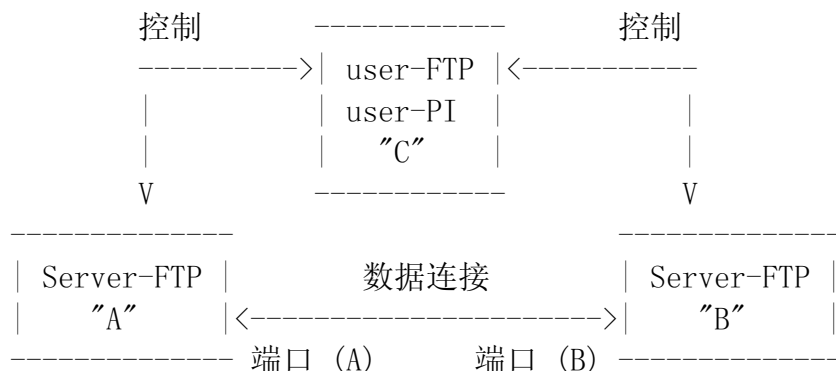 控制 ------------ 控制
---------->| user-FTP |<-----------
| | user-PI | |
| | "C" | |
V ------------ V
-------------- --------------
| Server-FTP | 数据连接 | Server-FTP |
| "A" |<---------------------->| "B" |
-------------- 端口 (A) 端口 (B) --------------